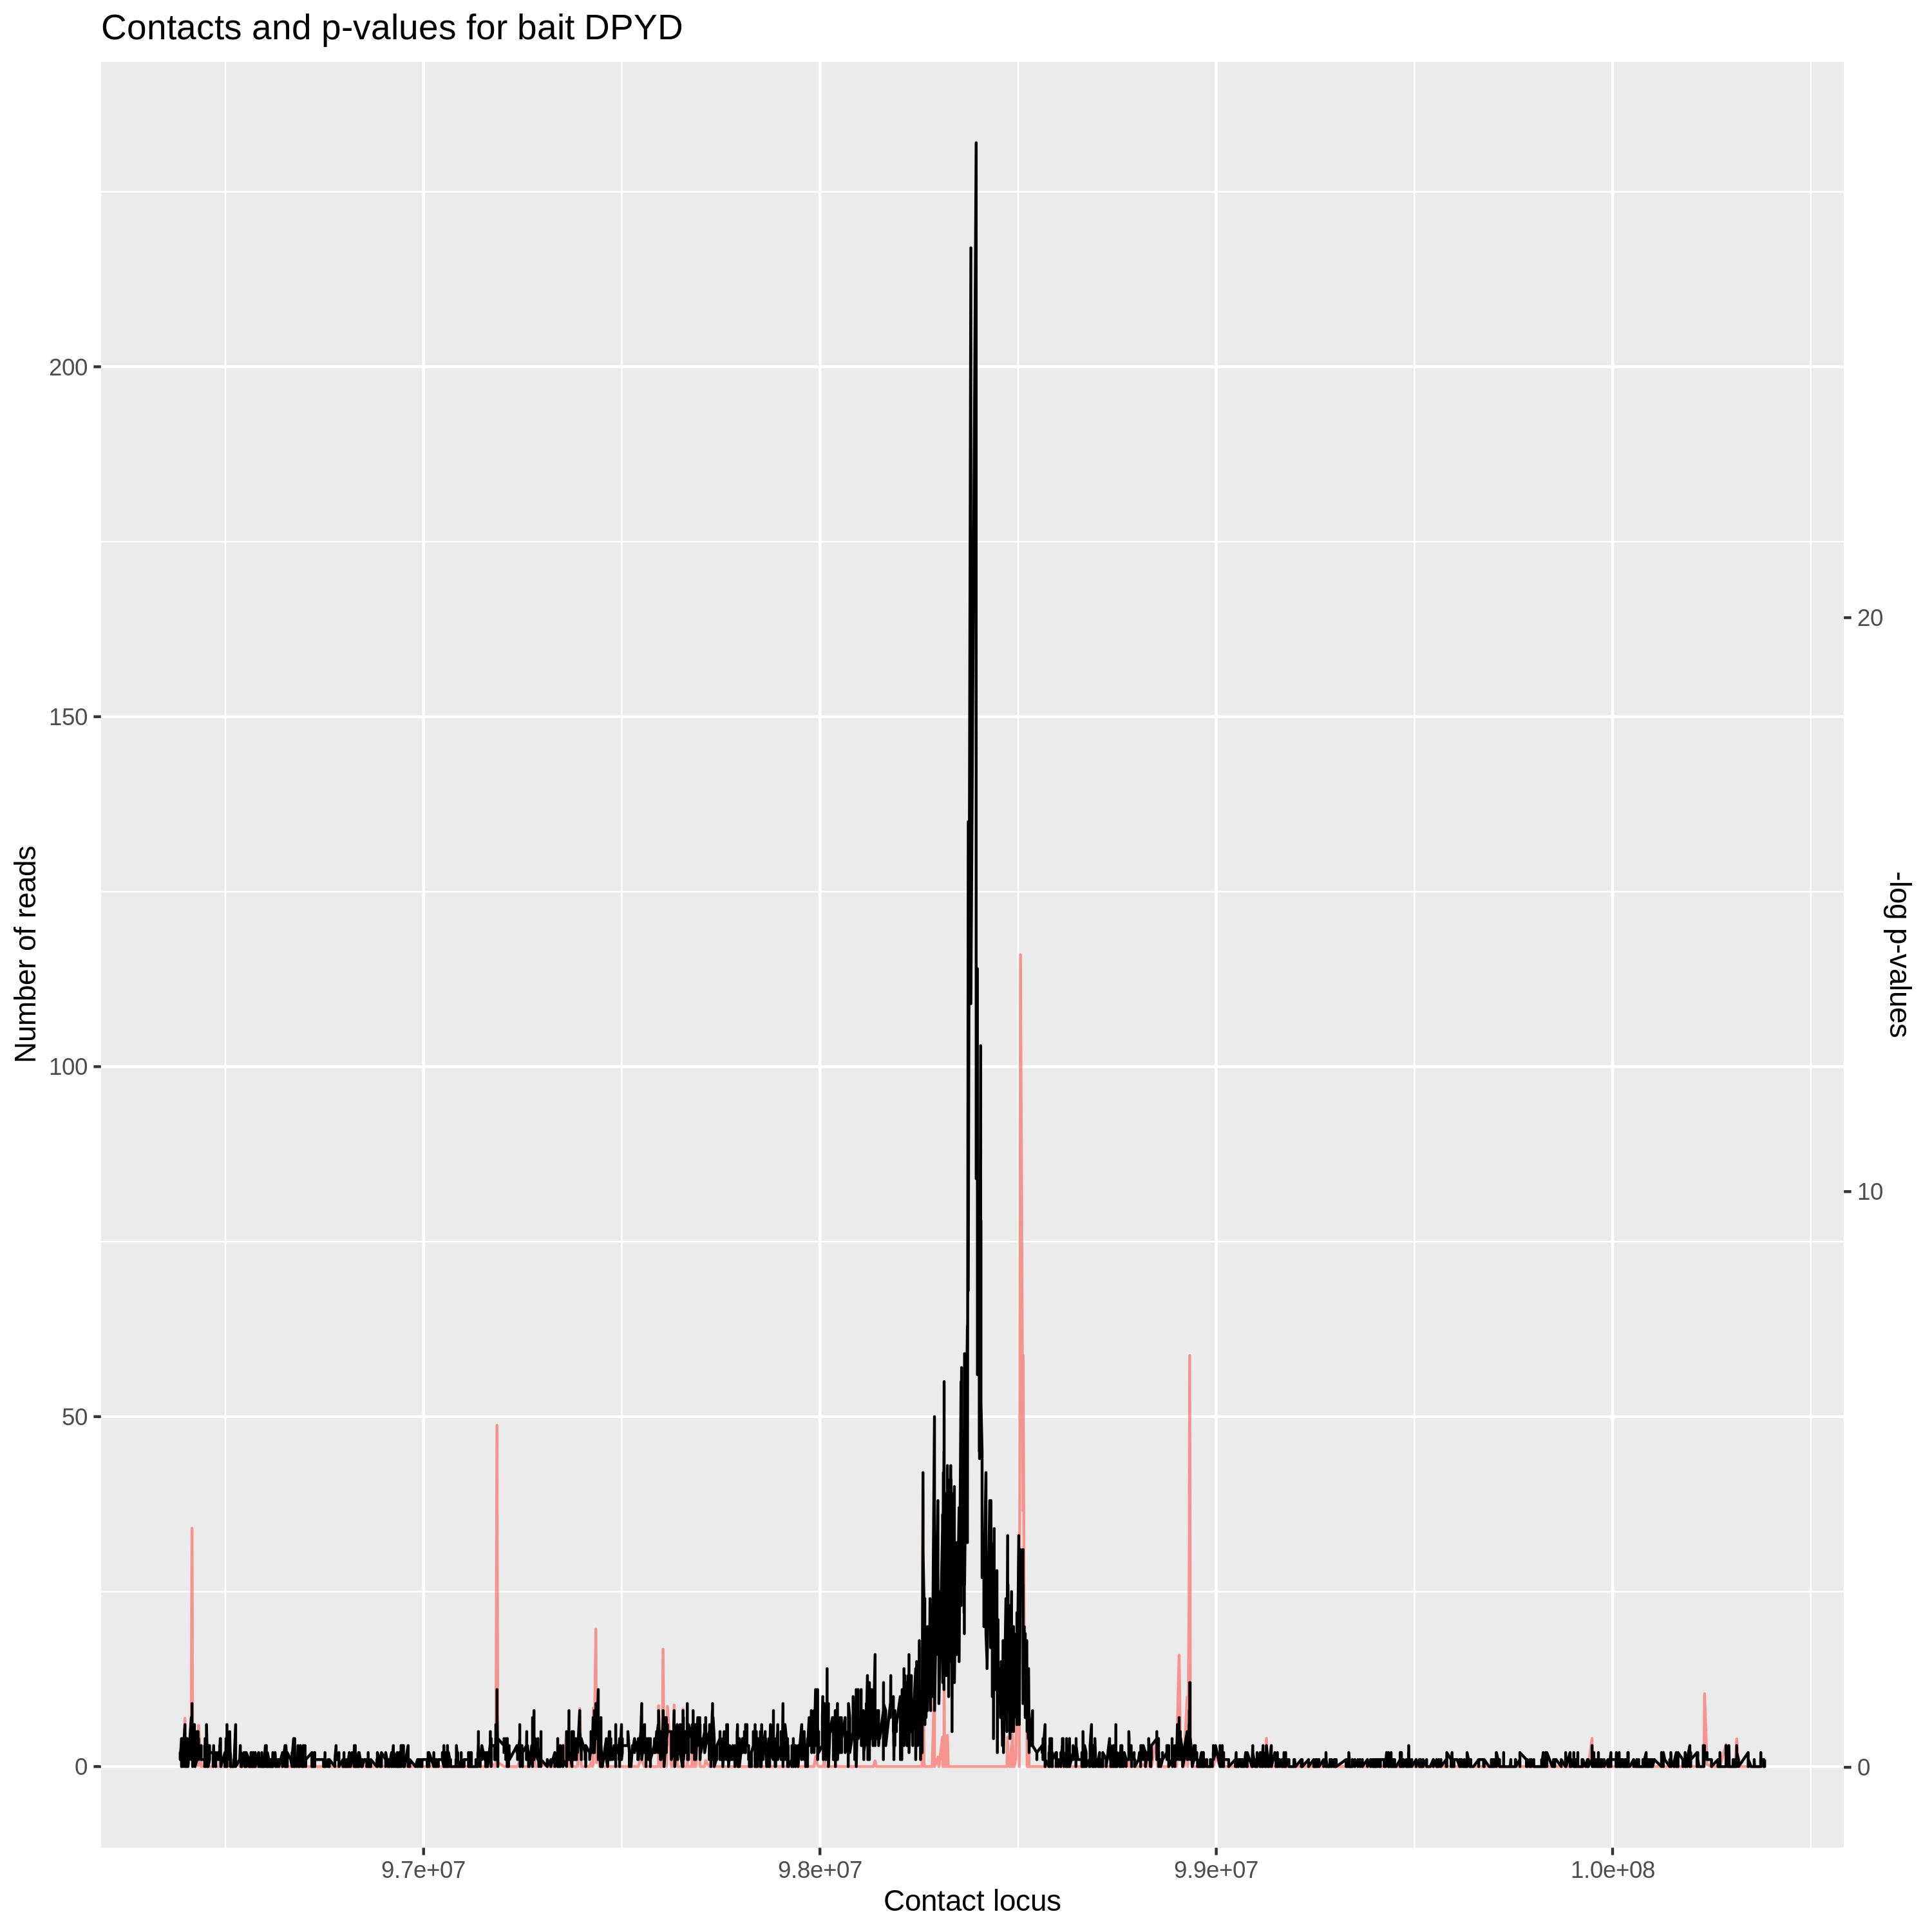 Contacts and p-values for bait DPYD
Number of reads
200
150
100
50
0
20
10
0
-log p-values
9.7e+07
9.8e+07
9.9e+07
1.0e+08
Contact locus